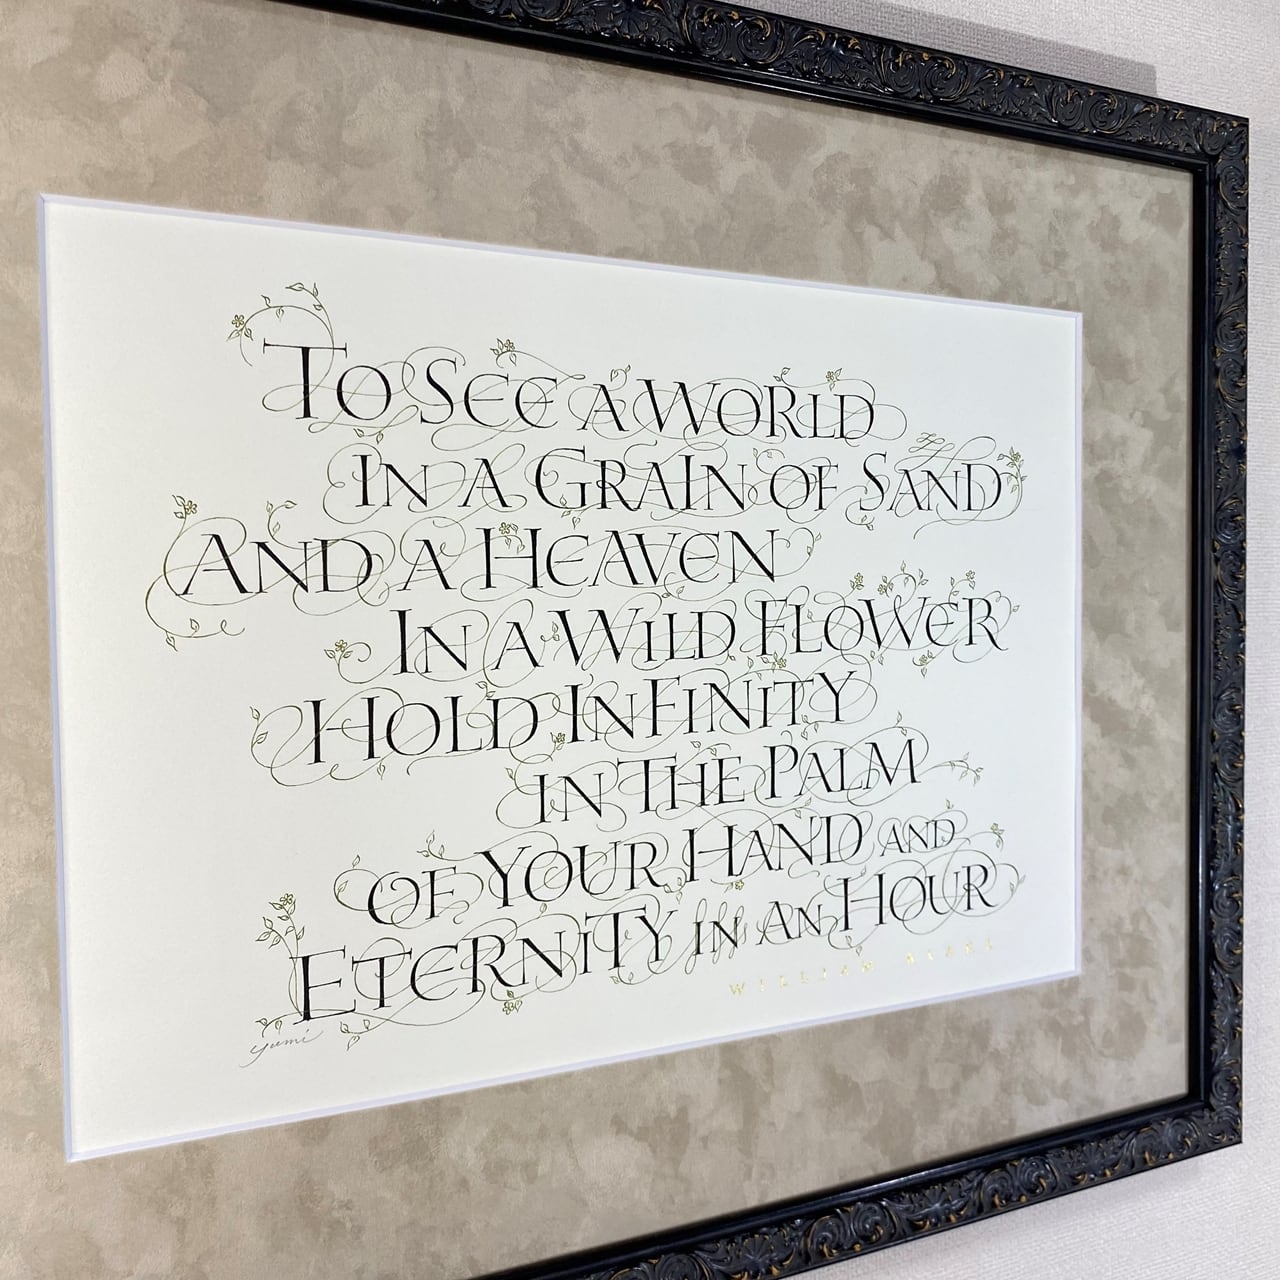 To See a World
in a Grain of Sand
and a Heaven
in a Wild Flower
Hold Infinity
in the Palm
of Your Hand and
Eternity in an Hour
WILLIAM BLAKE
yumi